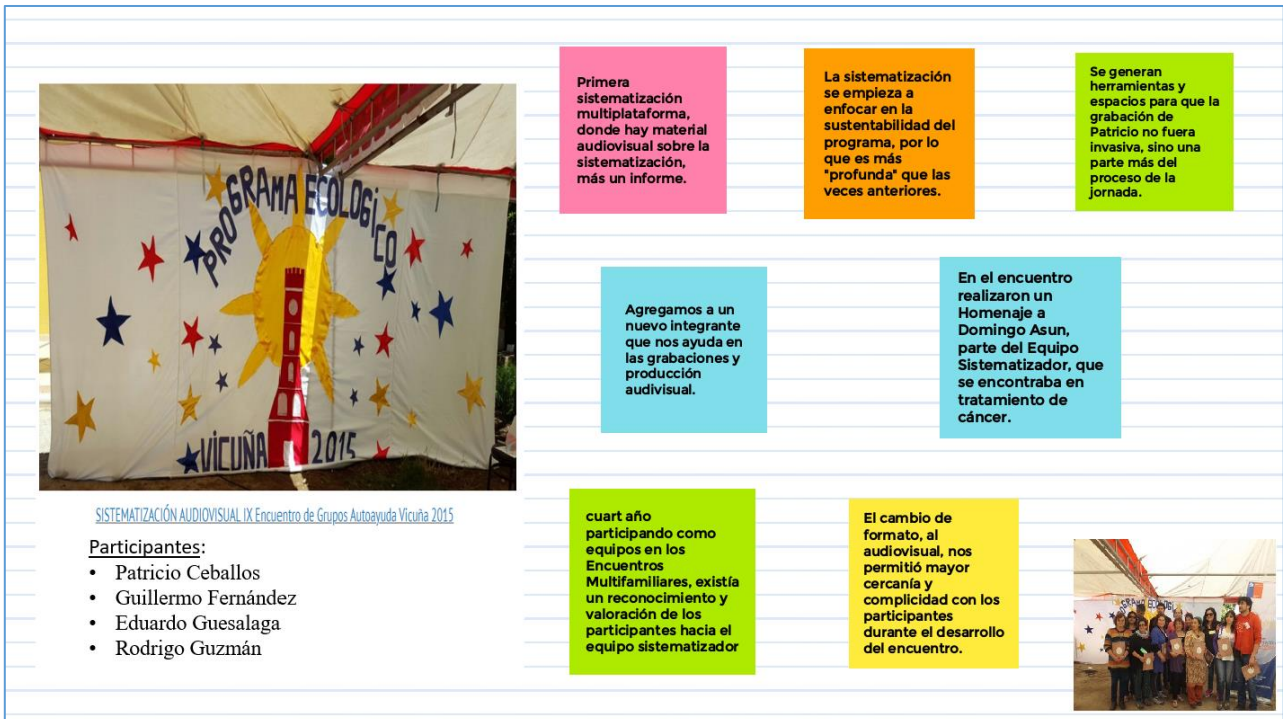 PROGRAMA ECOLOGICO
VICUÑA 2015
SISTEMATIZACIÓN AUDIOVISUAL IX Encuentro de Grupos Autoayuda Vicuña 2015
Participantes:
• Patricio Ceballos
• Guillermo Fernández
• Eduardo Guesalaga
• Rodrigo Guzmán
Primera
sistematización
multiplataforma,
donde hay material
audiovisual sobre la
sistematización,
más un informe.
La sistematización
se empieza a
enfocar en la
sustentabilidad del
programa, por lo
que es más
"profunda" que las
veces anteriores.
Se generan
herramientas y
espacios para que la
grabación de
Patricio no fuera
invasiva, sino una
parte más del
proceso de la
jornada.
Agregamos a un
nuevo integrante
que nos ayuda en
las grabaciones y
producción
audivisual.
En el encuentro
realizaron un
Homenaje a
Domingo Asun,
parte del Equipo
Sistematizador, que
se encontraba en
tratamiento de
cáncer.
cuart año
participando como
equipos en los
Encuentros
Multifamiliares, existía
un reconocimiento y
valoración de los
participantes hacia el
equipo sistematizador
El cambio de
formato, al
audiovisual, nos
permitió mayor
cercanía y
complicidad con los
participantes
durante el desarrollo
del encuentro.